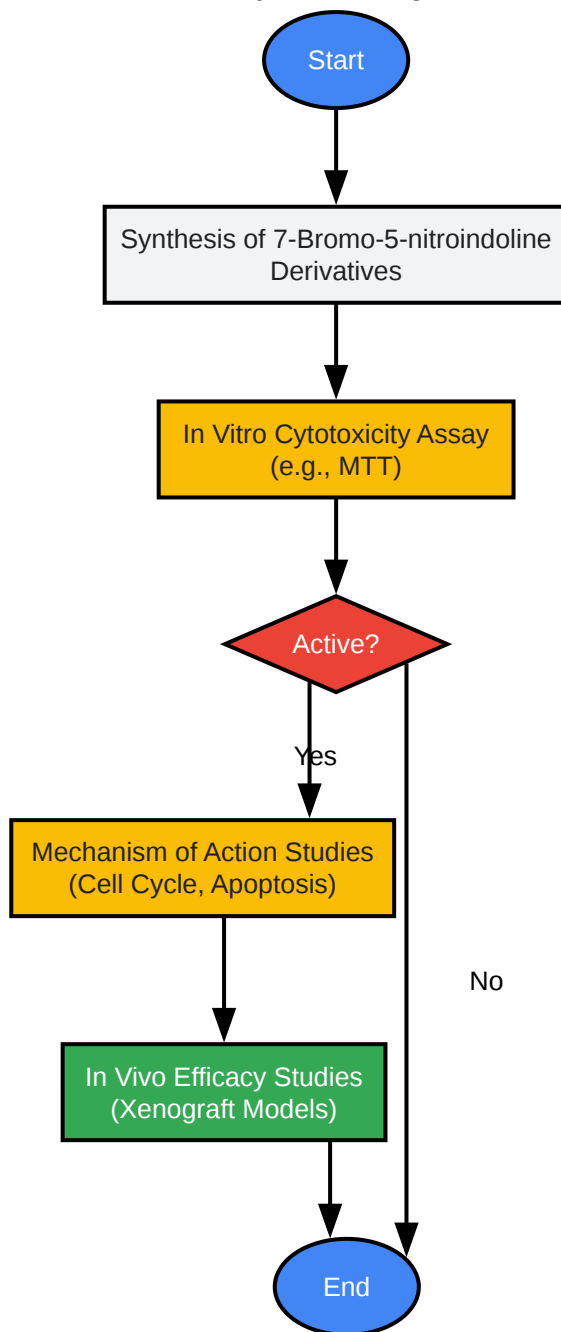 Start
Synthesis of 7-Bromo-5-nitroindoline
Derivatives
In Vitro Cytotoxicity Assay
(e.g., MTT)
Active?
Yes
Mechanism of Action Studies
(Cell Cycle, Apoptosis)
No
In Vivo Efficacy Studies
(Xenograft Models)
End